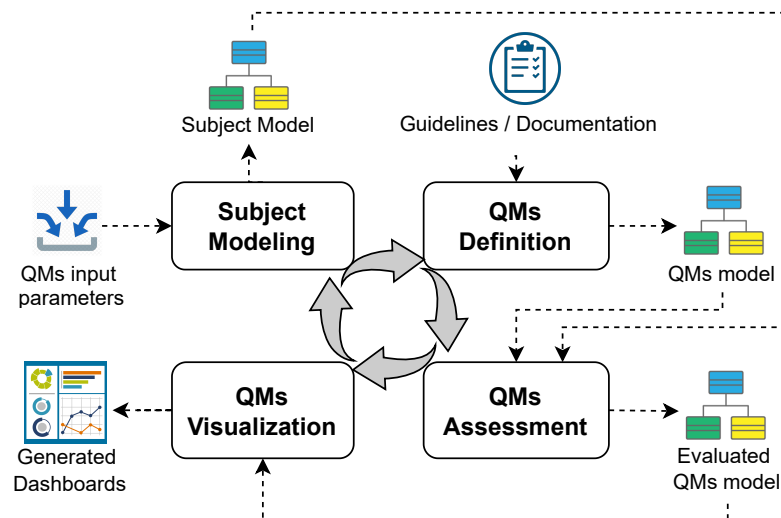 Subject Model
Guidelines / Documentation
QMs input
parameters
Subject
Modeling
QMs
Definition
QMs model
Generated
Dashboards
QMs
Visualization
QMs
Assessment
Evaluated
QMs model